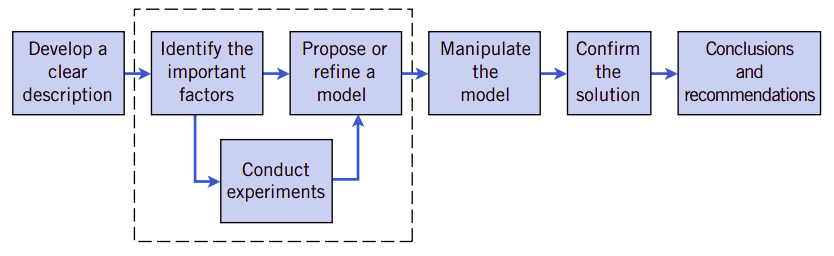 Develop a
clear
description
Identify the
important
factors
Propose or
refine a
model
Manipulate
the
model
Confirm
the
solution
Conclusions
and
recommendations
Conduct
experiments